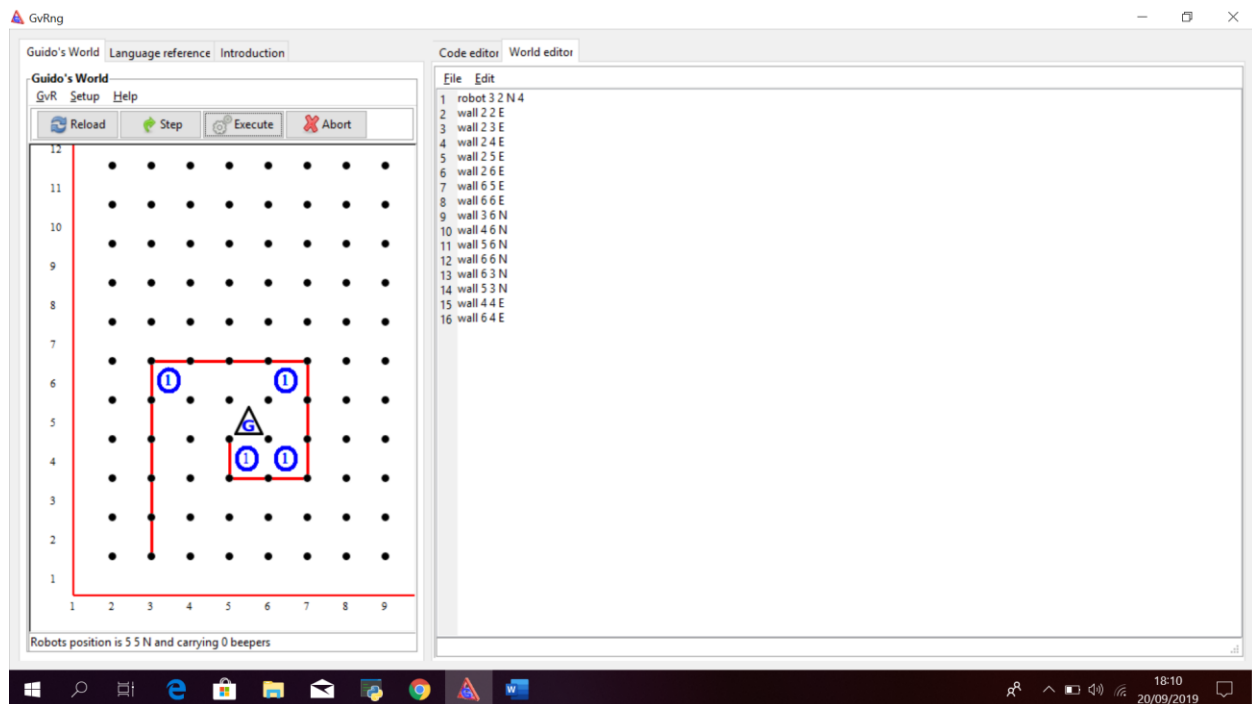 GvRng
Guido's World Language reference Introduction
Guido's World
GvR Setup Help
Reload Step Execute Abort
12
11
10
9
8
7
6
5
4
3
2
1
1 2 3 4 5 6 7 8 9
1 1
G
1 1
Robots position is 5 5 N and carrying 0 beepers
Code editor World editor
File Edit
1 robot 3 2 N 4
2 wall 2 2 E
3 wall 2 3 E
4 wall 2 4 E
5 wall 2 5 E
6 wall 2 6 E
7 wall 6 5 E
8 wall 6 6 E
9 wall 3 6 N
10 wall 4 6 N
11 wall 5 6 N
12 wall 6 6 N
13 wall 6 3 N
14 wall 5 3 N
15 wall 4 4 E
16 wall 6 4 E
18:10
20/09/2019